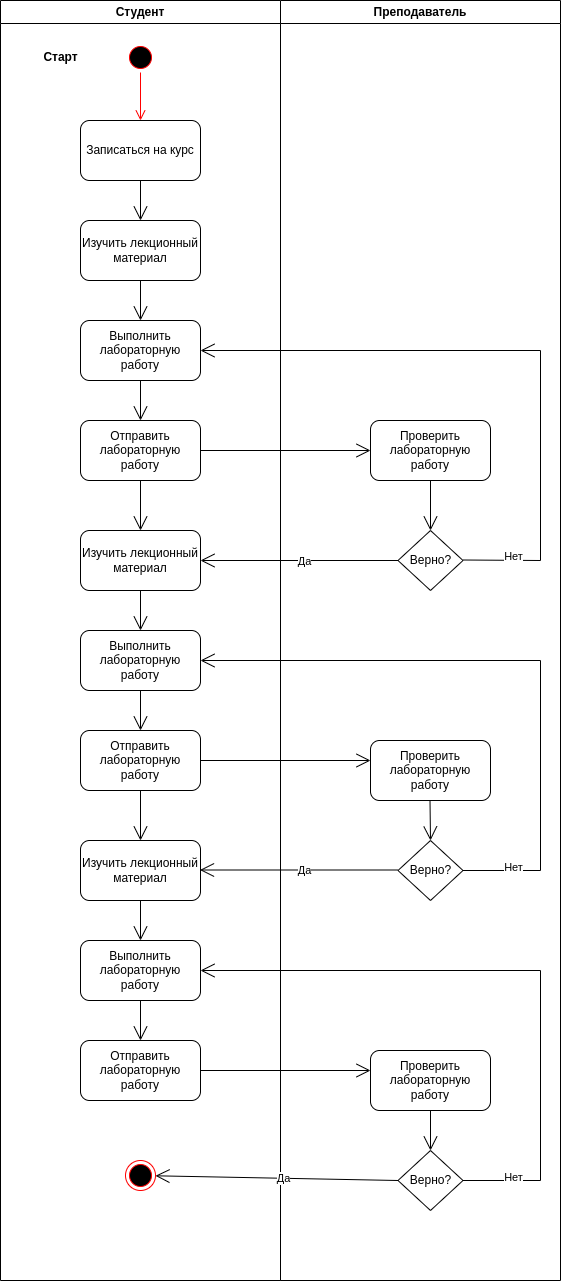 Студент
Преподаватель
Старт
Записаться на курс
Изучить лекционный
материал
Выполнить
лабораторную
работу
Отправить
лабораторную
работу
Проверить
лабораторную
работу
Изучить лекционный
материал
Да
Верно?
Нет
Выполнить
лабораторную
работу
Отправить
лабораторную
работу
Проверить
лабораторную
работу
Изучить лекционный
материал
Да
Верно?
Нет
Выполнить
лабораторную
работу
Отправить
лабораторную
работу
Проверить
лабораторную
работу
Да
Верно?
Нет